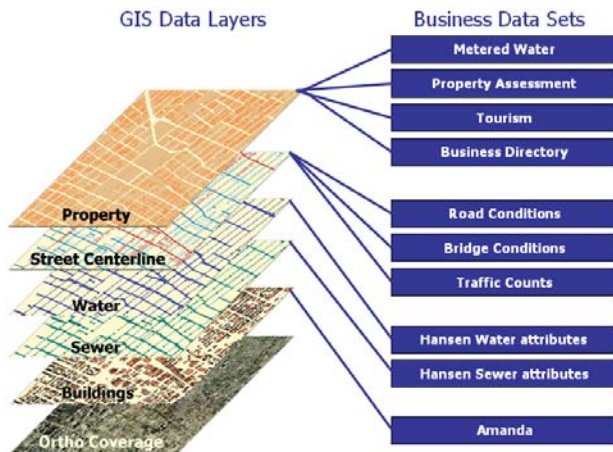 GIS Data Layers
Business Data Sets
Metered Water
Property Assessment
Tourism
Business Directory
Property
Road Conditions
Street Centerline
Bridge Conditions
Traffic Counts
Water
Hansen Water attributes
Sewer
Hansen Sewer attributes
Buildings
Amanda
Ortho Coverage